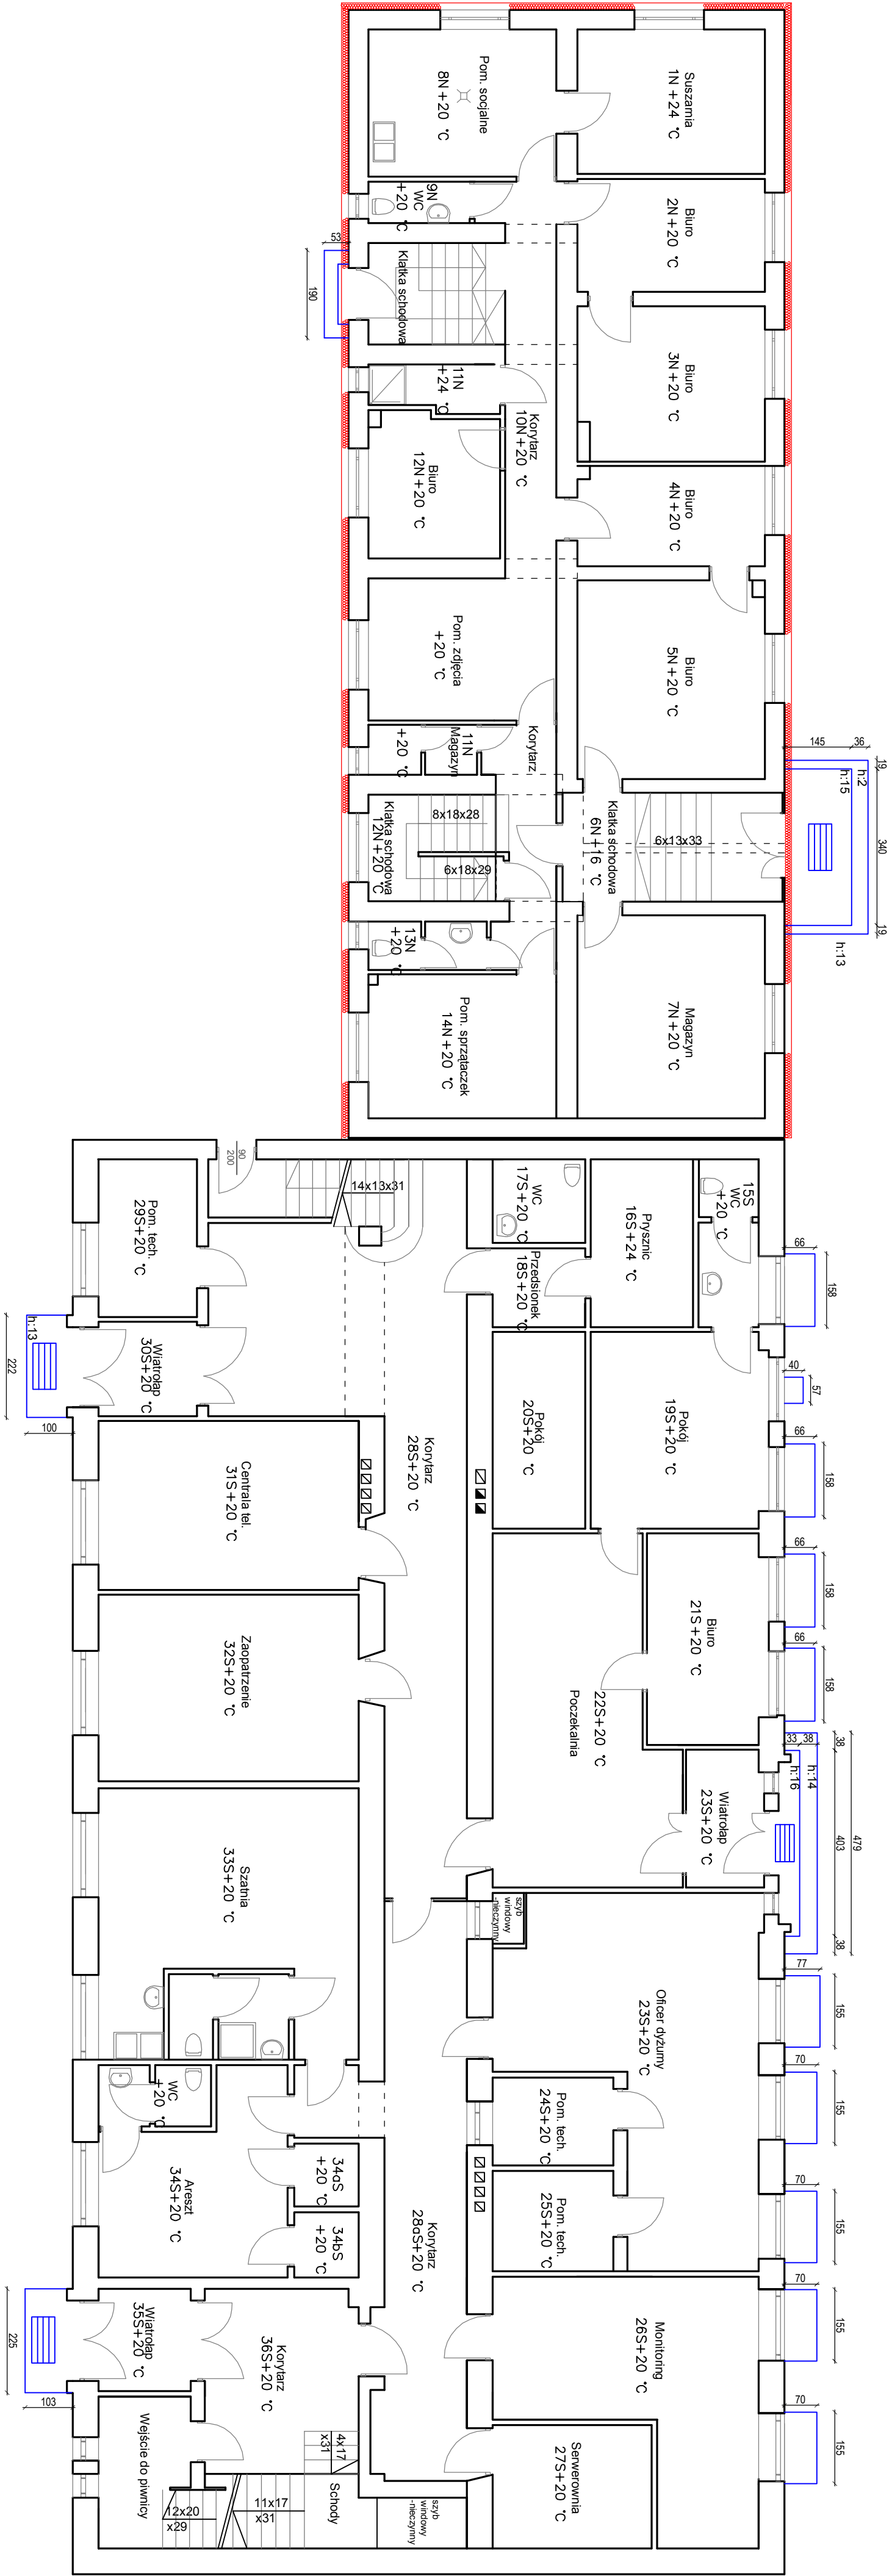 Pom. socjalne
8N+20 °C
Suszarnia
1N+24 °C
9N
WC
+20 °C
Biuro
2N+20 °C
53
190
Klatka schodowa
Biuro
3N+20 °C
11N
+24 °C
Korytarz
10N+20 °C
Biuro
12N+20 °C
Biuro
4N+20 °C
Pom. zdjęcia
+20 °C
Biuro
5N+20 °C
145
36
19
340
19
h:2
h:15
h:13
Korytarz
11N
Magazyn
+20 °C
8x18x28
6x18x29
Klatka schodowa
12N+20 °C
Klatka schodowa
6N+16 °C
6x13x33
13N
+20 °C
Pom. sprzątaczek
14N+20 °C
Magazyn
7N+20 °C
90
200
14x13x31
Pom. tech.
29S+20 °C
WC
17S+20 °C
Prysznic
16S+24 °C
15S
WC
+20 °C
66
158
Przedsionek
18S+20 °C
h:13
222
100
Wiatrołap
30S+20 °C
40
57
Pokój
20S+20 °C
Pokój
19S+20 °C
66
158
Korytarz
28S+20 °C
Centrala tel.
31S+20 °C
66
158
Biuro
21S+20 °C
66
158
Zaopatrzenie
32S+20 °C
22S+20 °C
Poczekalnia
33
38
38
403
38
479
h:14
h:16
Wiatrołap
23S+20 °C
Szatnia
33S+20 °C
szyb
windowy
-nieczynny
Oficer dyżurny
23S+20 °C
77
155
70
155
WC
+20 °C
Pom. tech.
24S+20 °C
Areszt
34S+20 °C
34aS
+20 °C
34bS
+20 °C
Pom. tech.
25S+20 °C
70
155
Korytarz
28aS+20 °C
Wiatrołap
35S+20 °C
225
103
Korytarz
36S+20 °C
Monitoring
26S+20 °C
70
155
70
155
Wejście do piwnicy
4x17
x31
Schody
11x17
x31
12x20
x29
szyb
windowy
-nieczynny
Serwerownia
27S+20 °C